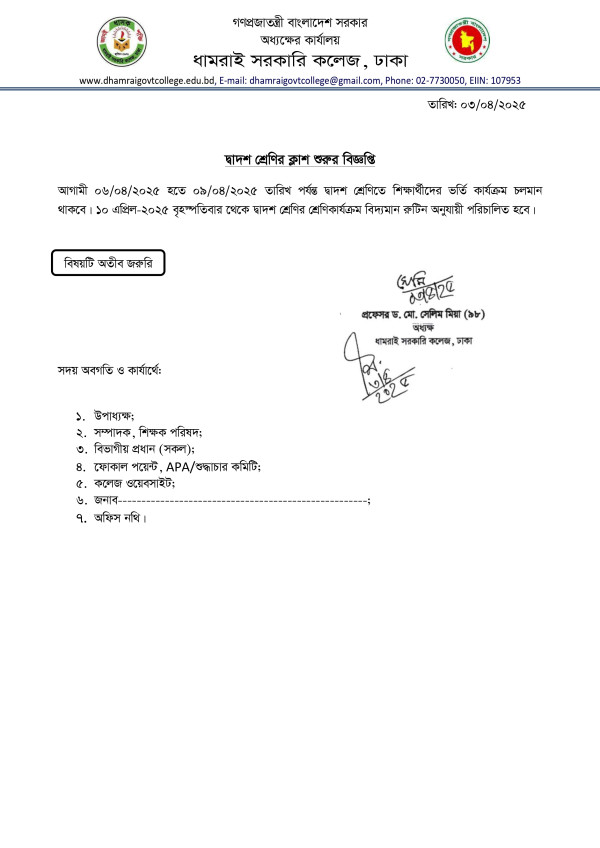 গণপ্রজাতন্ত্রী বাংলাদেশ সরকার
অধ্যক্ষের কার্যালয়
ধামরাই সরকারি কলেজ, ঢাকা
www.dhamraigovtcollege.edu.bd, E-mail: dhamraigovtcollege@gmail.com, Phone: 02-7730050, EIIN: 107953
তারিখ: ০৩/০৪/২০২৫
দ্বাদশ শ্রেণির ক্লাশ শুরুর বিজ্ঞপ্তি
আগামী ০৬/০৪/২০২৫ হতে ০৯/০৪/২০২৫ তারিখ পর্যন্ত দ্বাদশ শ্রেণিতে শিক্ষার্থীদের ভর্তি কার্যক্রম চলমান
থাকবে। ১০ এপ্রিল-২০২৫ বৃহস্পতিবার থেকে দ্বাদশ শ্রেণির শ্রেণিকার্যক্রম বিদ্যমান রুটিন অনুযায়ী পরিচালিত হবে।
বিষয়টি অতীব জরুরি
প্রফেসর ড. মো. সেলিম মিয়া (৯৮)
অধ্যক্ষ
ধামরাই সরকারি কলেজ, ঢাকা
সদয় অবগতি ও কার্যার্থে:
১. উপাধ্যক্ষ;
২. সম্পাদক, শিক্ষক পরিষদ;
৩. বিভাগীয় প্রধান (সকল);
৪. ফোকাল পয়েন্ট, APA/শুদ্ধাচার কমিটি;
৫. কলেজ ওয়েবসাইট;
৬. জনাব-----------------------------------------------------;
৭. অফিস নথি।